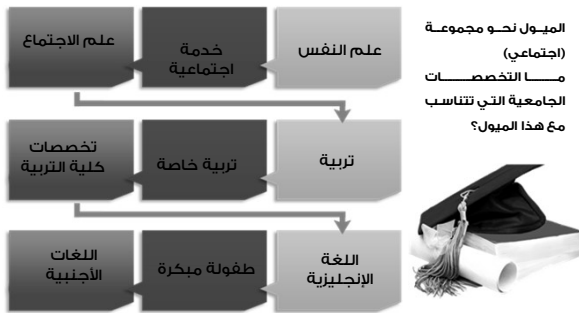 الميول نحو مجموعة
(اجتماعي)
ما التخصصات
الجامعية التي تتناسب
مع هذا الميول؟
علم النفس
خدمة
اجتماعية
علم الاجتماع
تربية
تربية خاصة
تخصصات
كلية التربية
اللغة
الإنجليزية
طفولة مبكرة
اللغات
الأجنبية